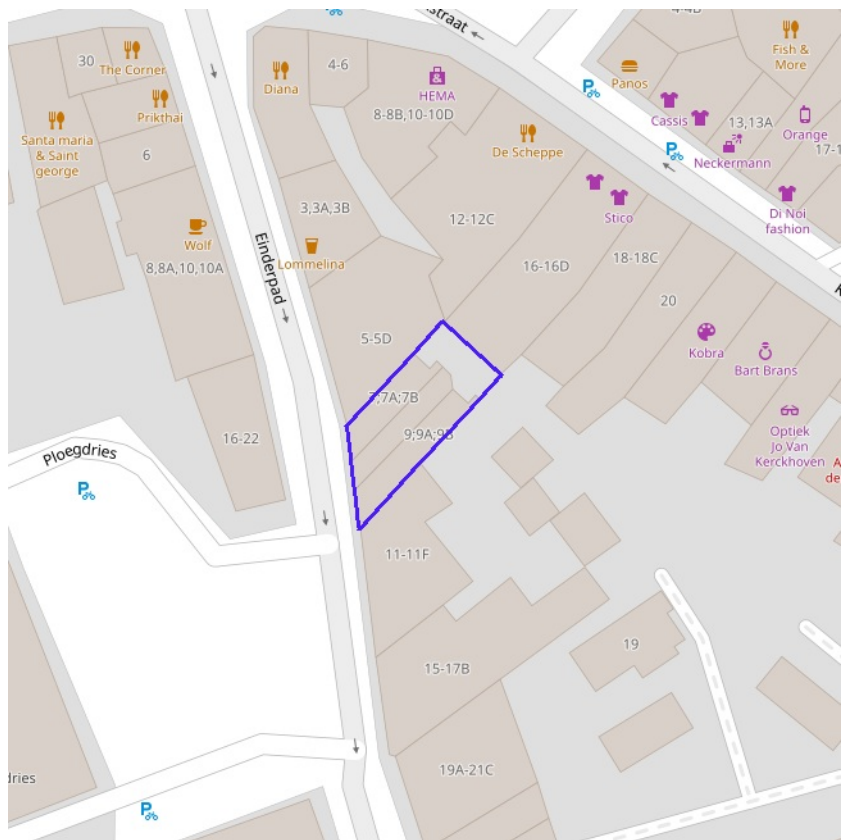 straat
4-4B
30
The Corner
Prikthai
Santa maria
& Saint
george
6
Wolf
8,8A,10,10A
16-22
Diana
4-6
HEMA
8-8B,10-10D
De Scheppe
Panos
Fish &
More
Cassis
13,13A
Orange
Neckermann
17-1
Di Noi
fashion
Stico
3,3A,3B
Lommelina
12-12C
16-16D
18-18C
20
Einderpad
5-5D
7;7A;7B
9;9A;9B
Kobra
Bart Brans
Optiek
Jo Van
Kerckhoven
A
de
Ploegdries
11-11F
15-17B
19
19A-21C
dries